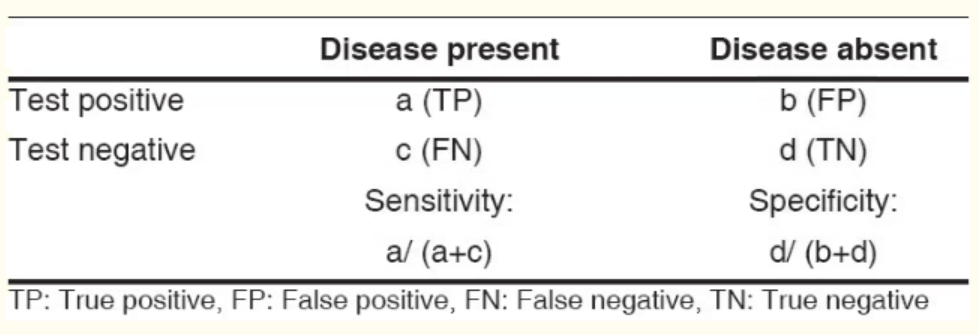 Disease present Disease absent
Test positive a (TP) b (FP)
Test negative c (FN) d (TN)
Sensitivity: Specificity:
a/ (a+c) d/ (b+d)
TP: True positive, FP: False positive, FN: False negative, TN: True negative